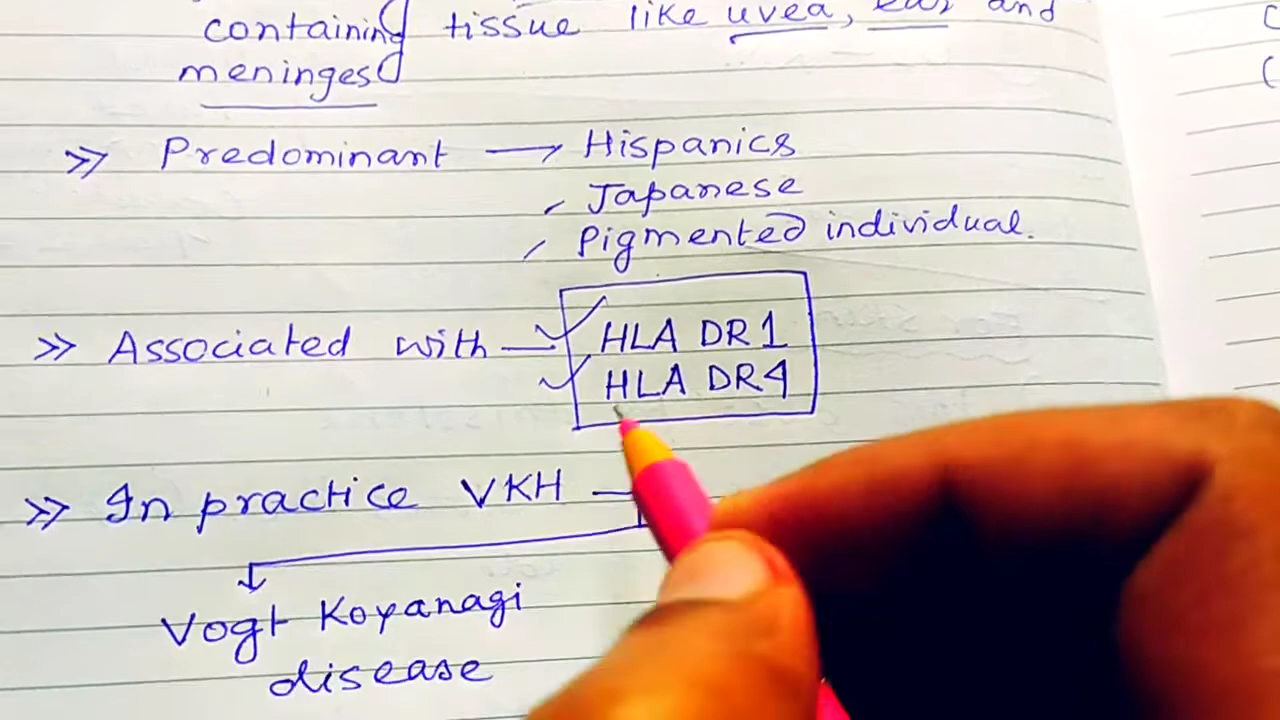 containing tissue like uvea, ear and
meninges
>> Predominant → Hispanics
Japanese
Pigmented individual.
>> Associated with — HLA DR1
HLA DR4
>> In practice VKH —
Vogt Koyanagi
disease